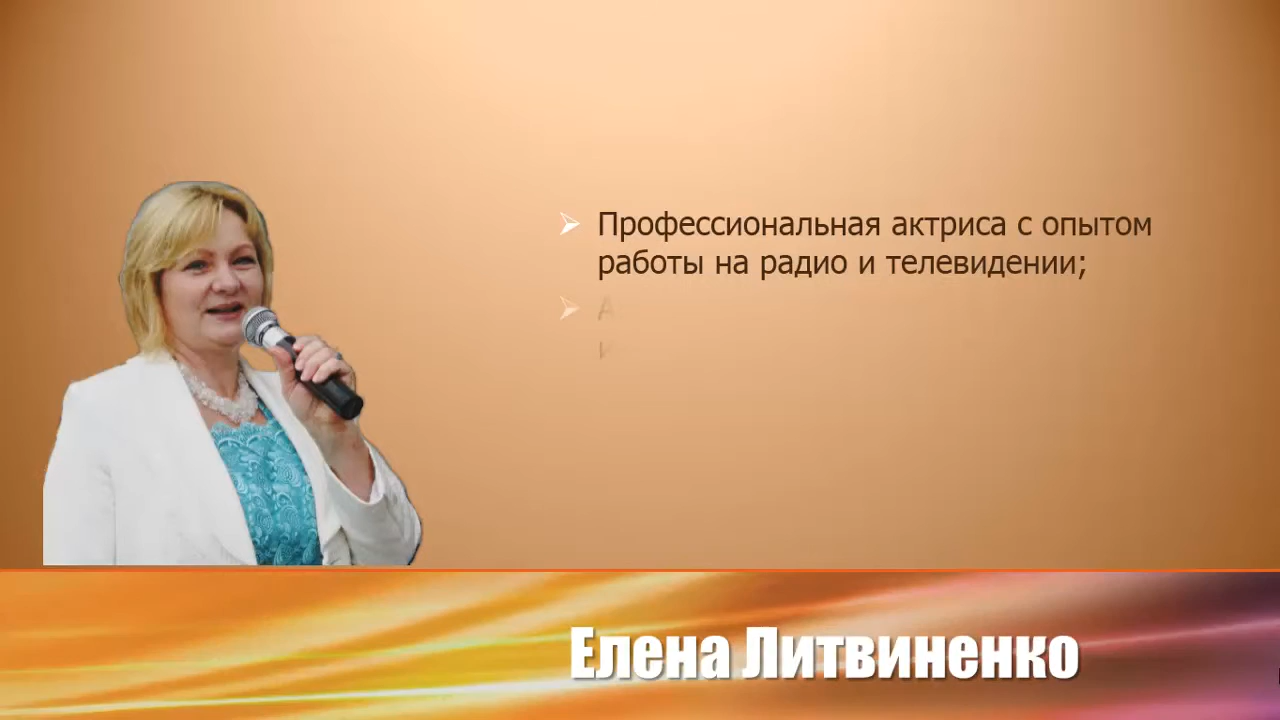 Профессиональная актриса с опытом
работы на радио и телевидении;
Елена Литвиненко